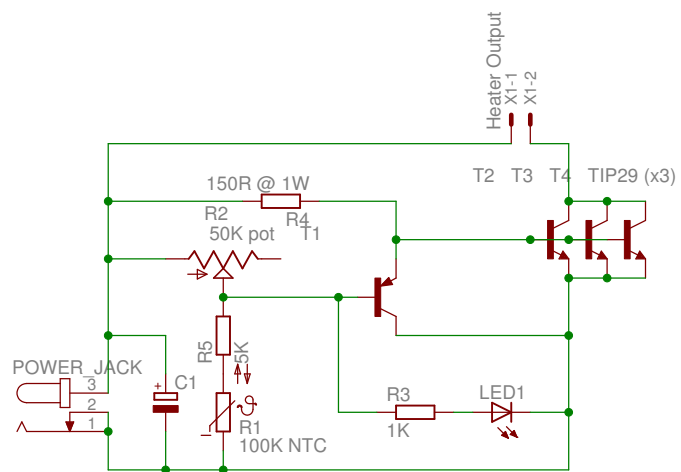 Heater Output
X1-1
X1-2
T2
T3
T4
TIP29 (x3)
150R @ 1W
R2
R4
50K pot
T1
R5
5K
POWER_JACK
3
2
1
+
C1
R1
100K NTC
R3
1K
LED1